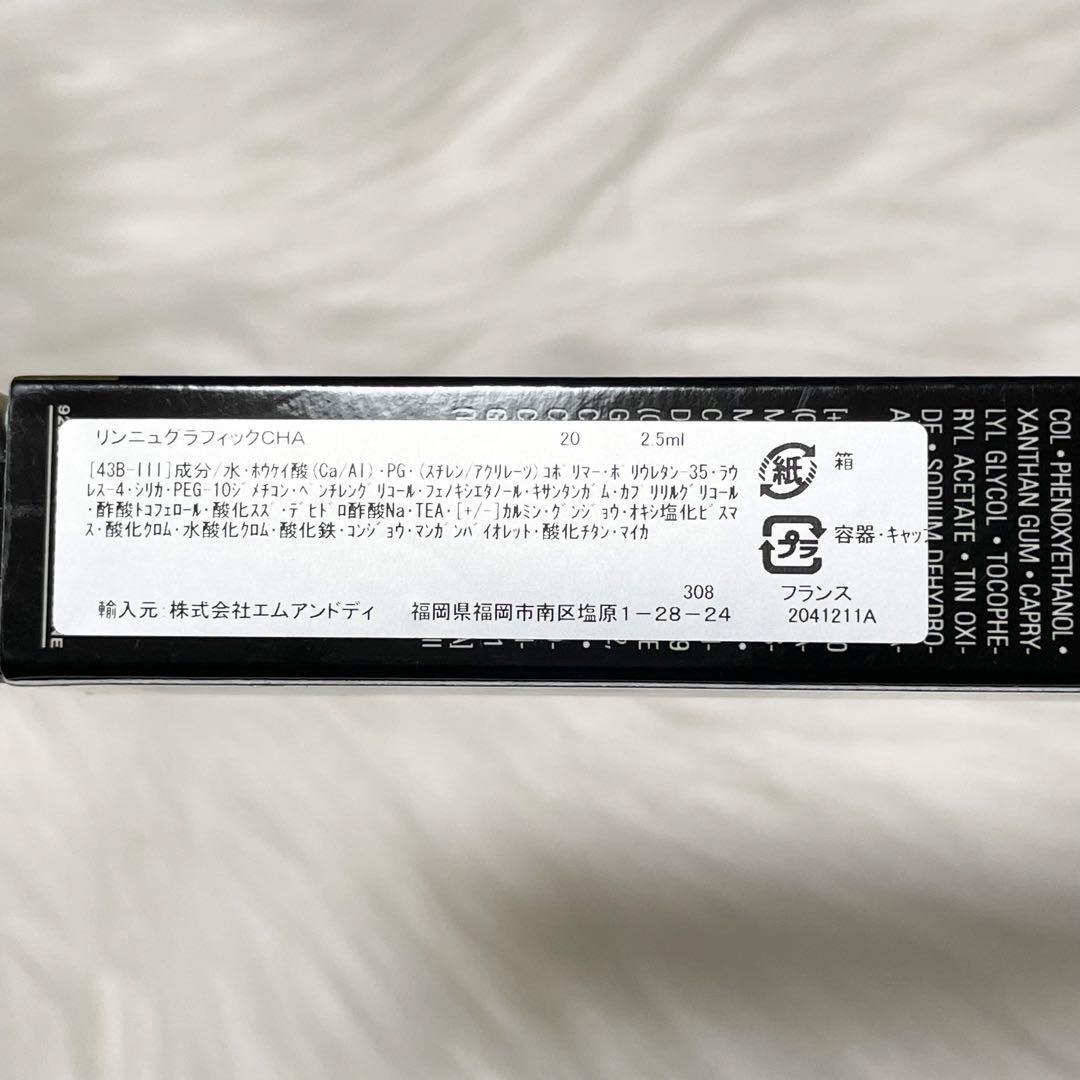 リンニュグラフィックCHA 20 2.5ml
[43B-III]成分/水・ホウケイ酸(Ca/Al)・PG・(スチレン/アクリレーツ)コポリマー・ポリウレタン-35・ラウ
レス-4・シリカ・PEG-10ジメチコン・ペンチレングリコール・フェノキシエタノール・キサンタンガム・カプリリルグリコール
・酢酸トコフェロール・酸化スズ・デヒドロ酢酸Na・TEA・[+/-]カルミン・グンジョウ・オキシ塩化ビスマ
ス・酸化クロム・水酸化クロム・酸化鉄・コンジョウ・マンガンバイオレット・酸化チタン・マイカ
紙 箱
プラ 容器・キャップ
308 フランス
輸入元:株式会社エムアンドディ 福岡県福岡市南区塩原1-28-24 2041211A
COL・PHENOXYETHANOL・
XANTHAN GUM・CAPRY-
LYL GLYCOL・TOCOPHE-
RYL ACETATE・TIN OXI-
DE・SODIUM DEHYDRO-